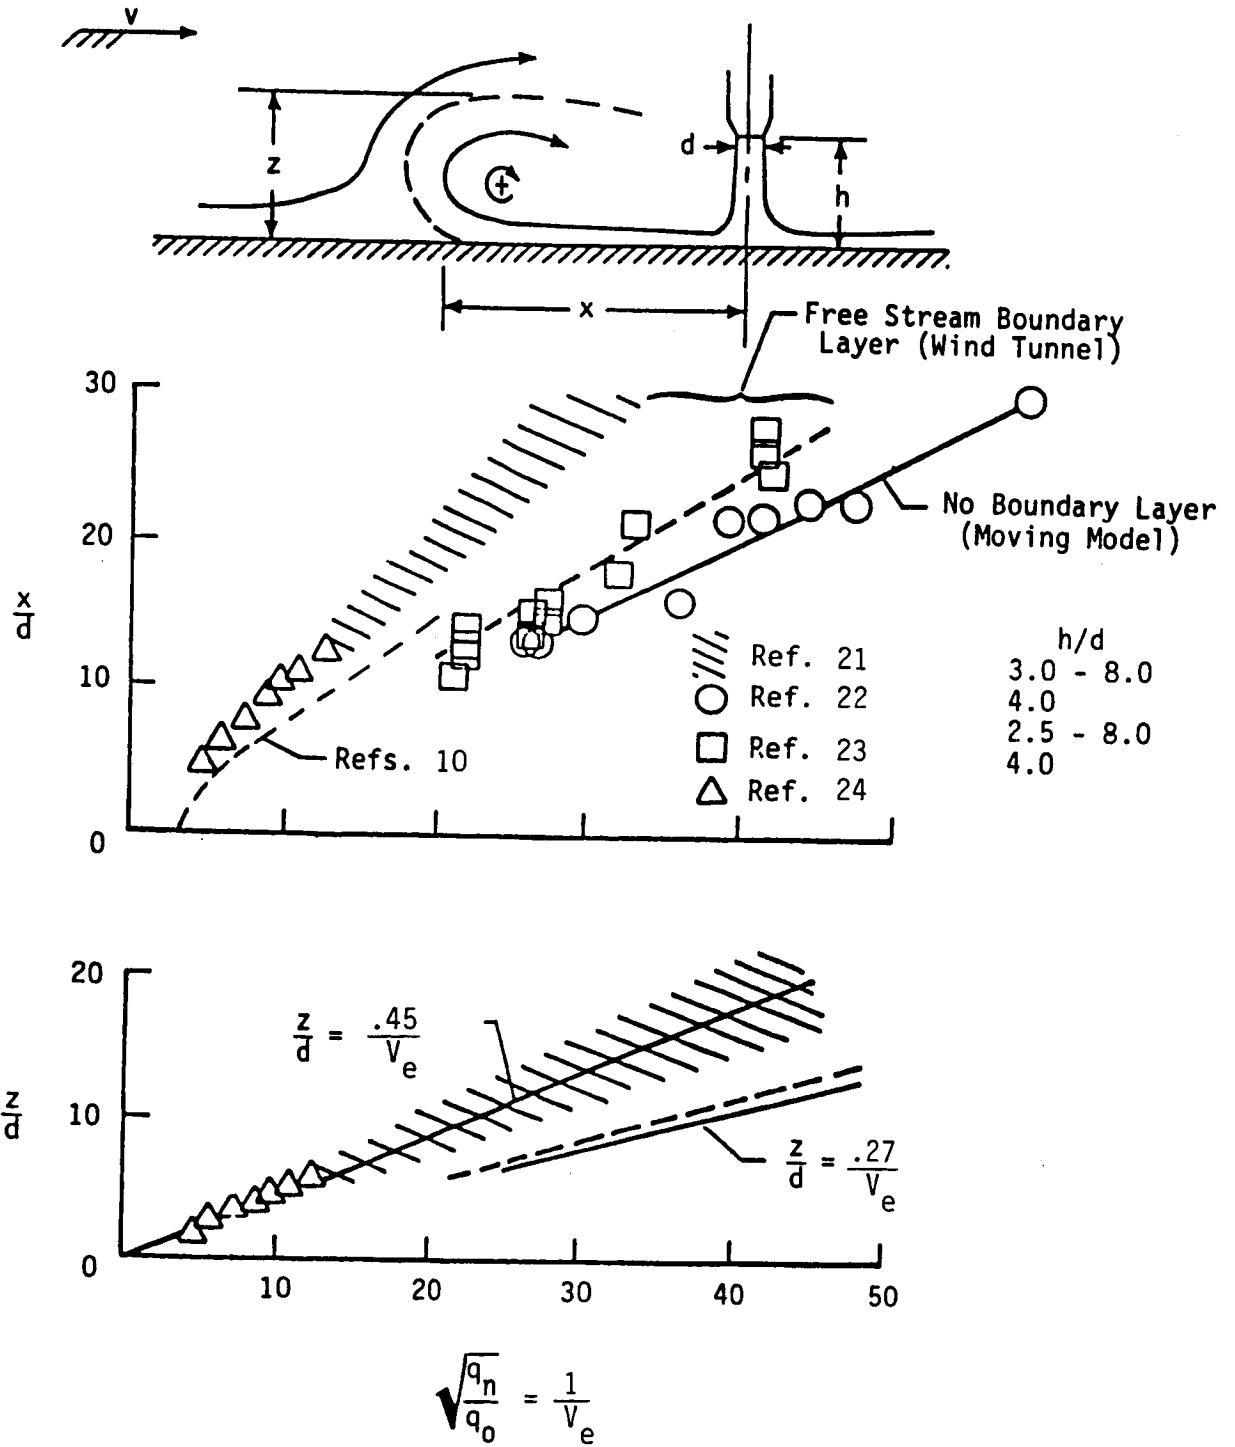 V
z
d
h
x
Free Stream Boundary
Layer (Wind Tunnel)
30
20
10
0
x/d
No Boundary Layer
(Moving Model)
Refs. 10
h/d
Ref. 21 3.0 - 8.0
Ref. 22 4.0
Ref. 23 2.5 - 8.0
Ref. 24 4.0
20
10
0
z/d
z/d = .45/Ve
z/d = .27/Ve
10 20 30 40 50
√qn/qo = 1/Ve